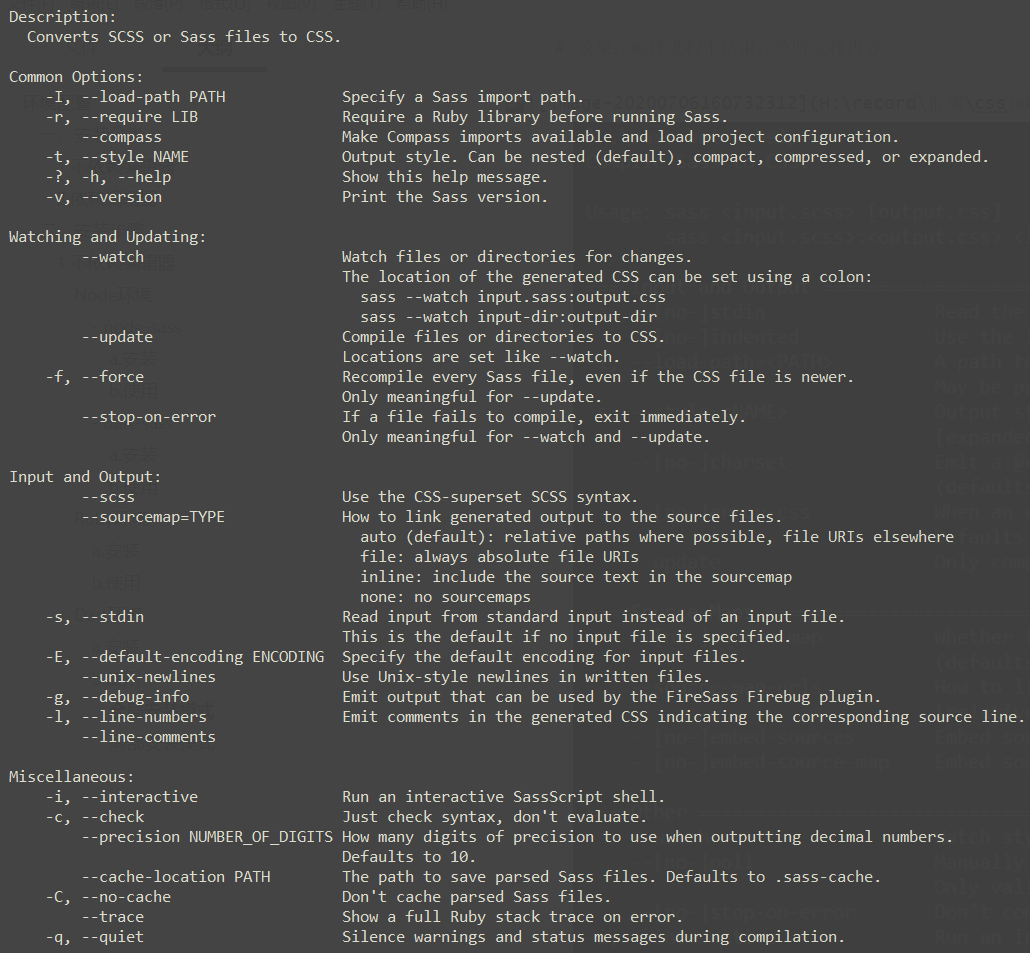 Description:
  Converts SCSS or Sass files to CSS.

Common Options:
    -I, --load-path PATH             Specify a Sass import path.
    -r, --require LIB                Require a Ruby library before running Sass.
        --compass                    Make Compass imports available and load project configuration.
    -t, --style NAME                 Output style. Can be nested (default), compact, compressed, or expanded.
    -?, -h, --help                   Show this help message.
    -v, --version                    Print the Sass version.

Watching and Updating:
        --watch                      Watch files or directories for changes.
                                     The location of the generated CSS can be set using a colon:
                                       sass --watch input.sass:output.css
                                       sass --watch input-dir:output-dir
        --update                     Compile files or directories to CSS.
                                     Locations are set like --watch.
    -f, --force                      Recompile every Sass file, even if the CSS file is newer.
                                     Only meaningful for --update.
        --stop-on-error              If a file fails to compile, exit immediately.
                                     Only meaningful for --watch and --update.

Input and Output:
        --scss                       Use the CSS-superset SCSS syntax.
        --sourcemap=TYPE             How to link generated output to the source files.
                                       auto (default): relative paths where possible, file URIs elsewhere
                                       file: always absolute file URIs
                                       inline: include the source text in the sourcemap
                                       none: no sourcemaps
    -s, --stdin                      Read input from standard input instead of an input file.
                                     This is the default if no input file is specified.
    -E, --default-encoding ENCODING  Specify the default encoding for input files.
        --unix-newlines              Use Unix-style newlines in written files.
    -g, --debug-info                 Emit output that can be used by the FireSass Firebug plugin.
    -l, --line-numbers               Emit comments in the generated CSS indicating the corresponding source line.
        --line-comments

Miscellaneous:
    -i, --interactive                Run an interactive SassScript shell.
    -c, --check                      Just check syntax, don't evaluate.
        --precision NUMBER_OF_DIGITS How many digits of precision to use when outputting decimal numbers.
                                     Defaults to 10.
        --cache-location PATH        The path to save parsed Sass files. Defaults to .sass-cache.
    -C, --no-cache                   Don't cache parsed Sass files.
        --trace                      Show a full Ruby stack trace on error.
    -q, --quiet                      Silence warnings and status messages during compilation.